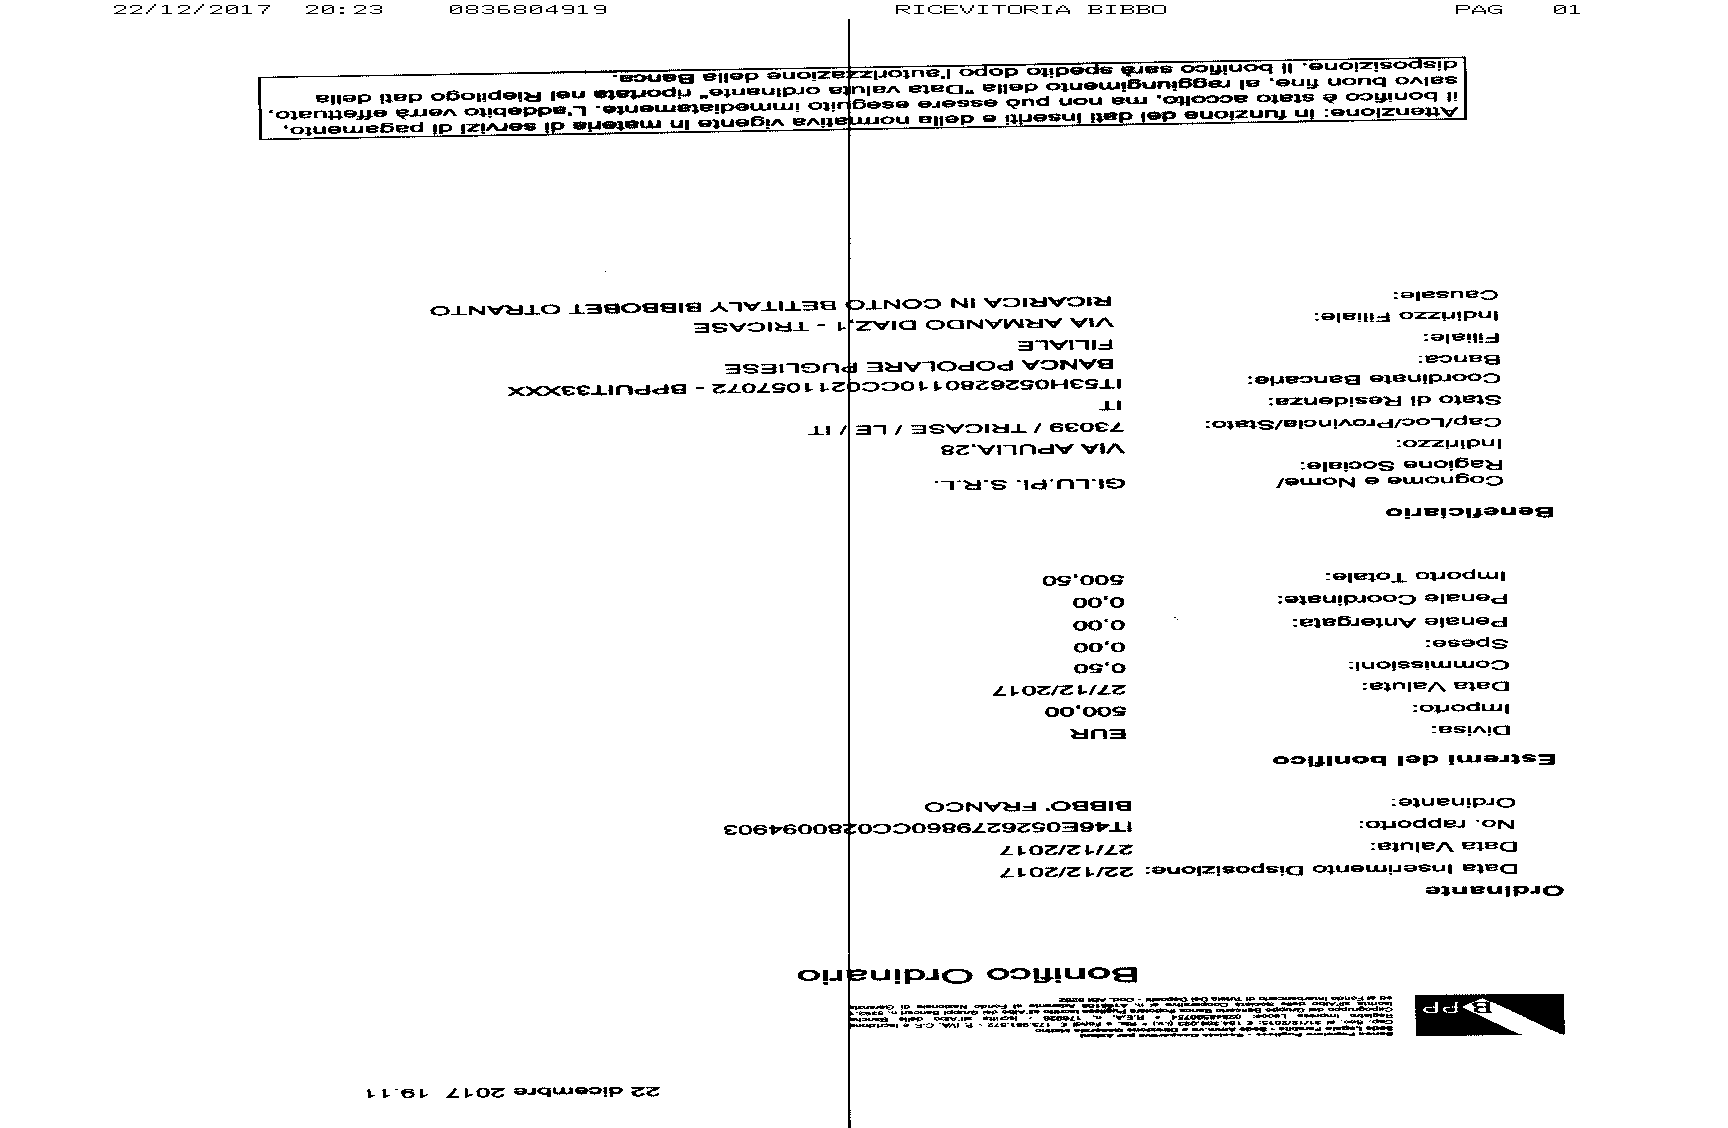 22/12/2017 20:23 0836804919 RICEVITORIA BIBBO PAG 01
22 dicembre 2017 19.11
BPP
Bonifico Ordinario
Ordinante
Data Inserimento Disposizione: 22/12/2017
Data Valuta: 27/12/2017
No. rapporto: IT46E0526279860CC0280094903
Ordinante: BIBBO' FRANCO
Estremi del bonifico
Divisa: EUR
Importo: 500,00
Data Valuta: 27/12/2017
Commissioni: 0,50
Spese: 0,00
Penale Antergata: 0,00
Penale Coordinate: 0,00
Importo Totale: 500,50
Beneficiario
Cognome e Nome/ GI.LU.PI. S.R.L.
Ragione Sociale:
Indirizzo: VIA APULIA,28
Cap/Loc/Provincia/Stato: 73039 / TRICASE / LE / IT
Stato di Residenza: IT
Coordinate Bancarie: IT53H0526280110CC0211057072 - BPPUIT33XXX
Banca: BANCA POPOLARE PUGLIESE
Filiale: FILIALE
Indirizzo Filiale: VIA ARMANDO DIAZ,1 - TRICASE
Causale: RICARICA IN CONTO BETITALY BIBBOBET OTRANTO
Attenzione: in funzione dei dati inseriti e della normativa vigente in materia di servizi di pagamento,
il bonifico è stato accolto, ma non può essere eseguito immediatamente. L'addebito verrà effettuato,
salvo buon fine, al raggiungimento della "Data valuta ordinante" riportata nel Riepilogo dati della
disposizione. Il bonifico sarà spedito dopo l'autorizzazione della Banca.